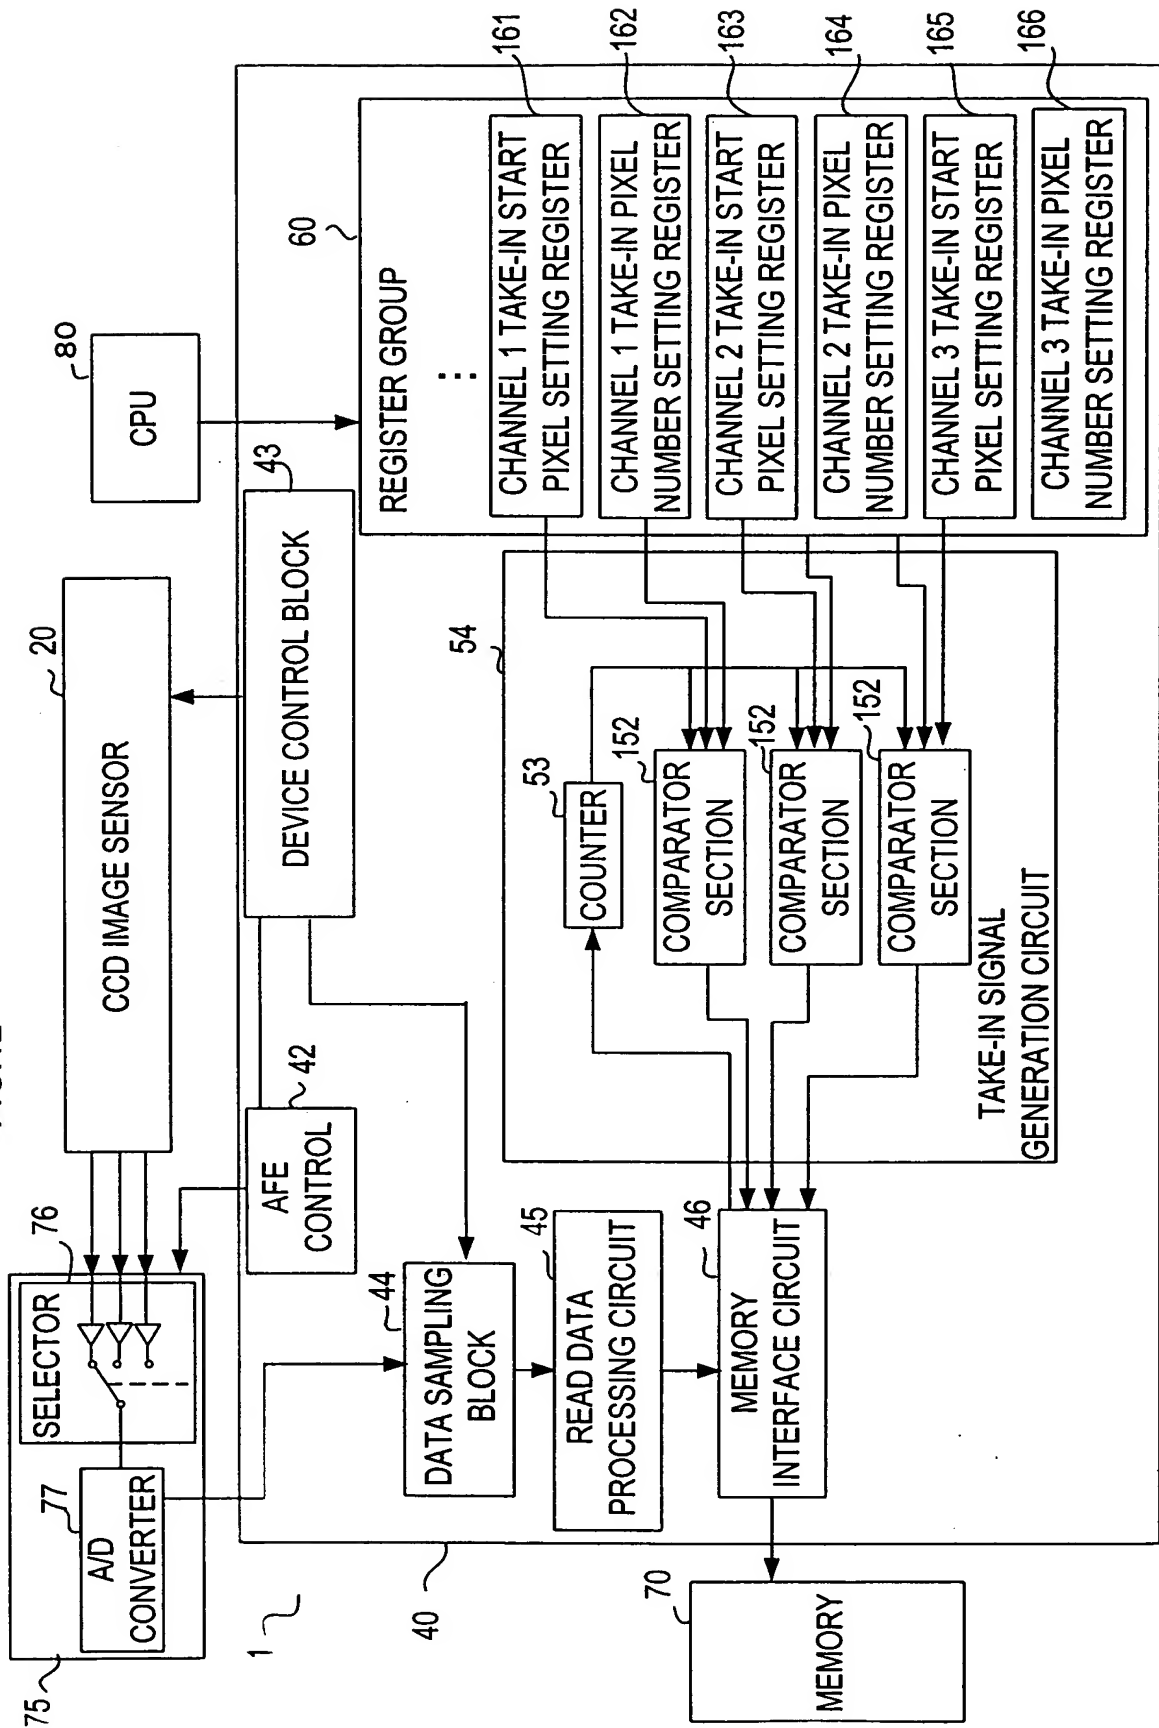 75
77
A/D
CONVERTER
SELECTOR
76
CCD IMAGE SENSOR
20
CPU
80
1
40
AFE
CONTROL
42
DEVICE CONTROL BLOCK
43
60
REGISTER GROUP
DATA SAMPLING
BLOCK
44
READ DATA
PROCESSING CIRCUIT
45
MEMORY
INTERFACE CIRCUIT
46
MEMORY
70
54
COUNTER
53
COMPARATOR
SECTION
152
COMPARATOR
SECTION
152
COMPARATOR
SECTION
152
TAKE-IN SIGNAL
GENERATION CIRCUIT
CHANNEL 1 TAKE-IN START
PIXEL SETTING REGISTER
161
CHANNEL 1 TAKE-IN PIXEL
NUMBER SETTING REGISTER
162
CHANNEL 2 TAKE-IN START
PIXEL SETTING REGISTER
163
CHANNEL 2 TAKE-IN PIXEL
NUMBER SETTING REGISTER
164
CHANNEL 3 TAKE-IN START
PIXEL SETTING REGISTER
165
CHANNEL 3 TAKE-IN PIXEL
NUMBER SETTING REGISTER
166